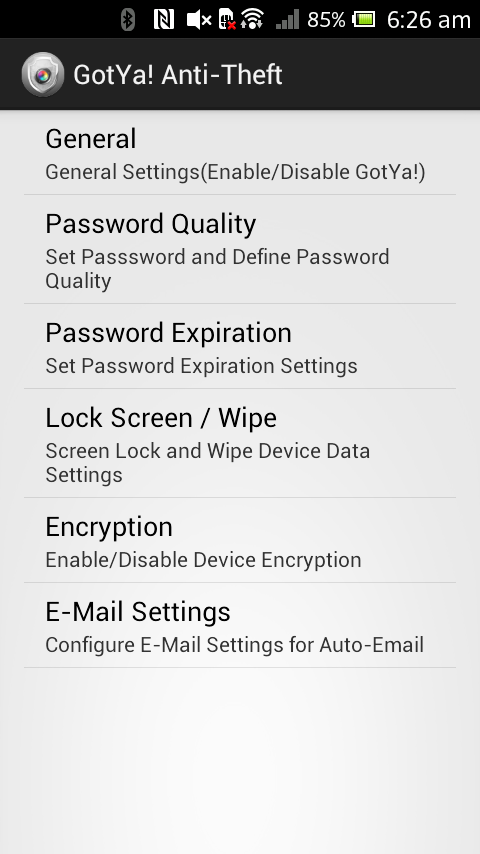 85% 6:26 am
GotYa! Anti-Theft
General
General Settings(Enable/Disable GotYa!)
Password Quality
Set Passsword and Define Password
Quality
Password Expiration
Set Password Expiration Settings
Lock Screen / Wipe
Screen Lock and Wipe Device Data
Settings
Encryption
Enable/Disable Device Encryption
E-Mail Settings
Configure E-Mail Settings for Auto-Email